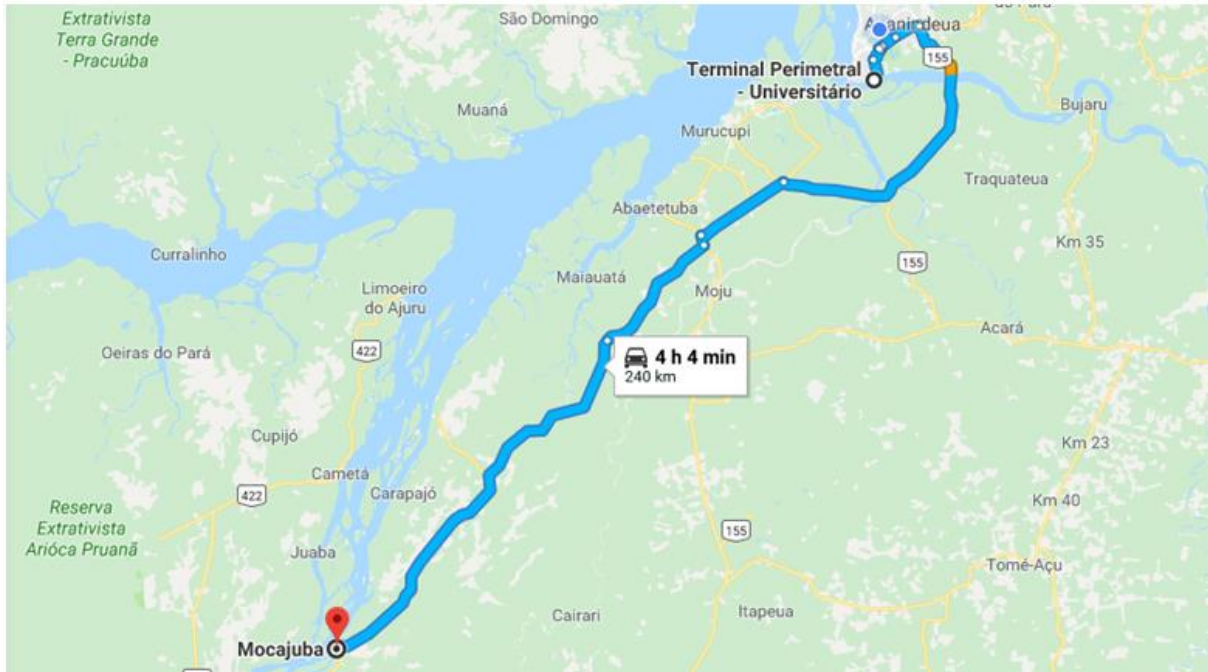 Extrativista
Terra Grande
- Pracuúba
São Domingo
do Pará
155
Terminal Perimetral
- Universitário
Muaná
Bujaru
Murucupi
Traquateua
Abaetetuba
Km 35
Curralinho
Maiauatá
155
Limoeiro
do Ajuru
Moju
Acará
Oeiras do Pará
422
4 h 4 min
240 km
Cupijó
Km 23
Cametá
422
Carapajó
Km 40
Reserva
Extrativista
Arióca Pruanã
155
Juaba
Tomé-Açu
Cairari
Itapeua
Mocajuba